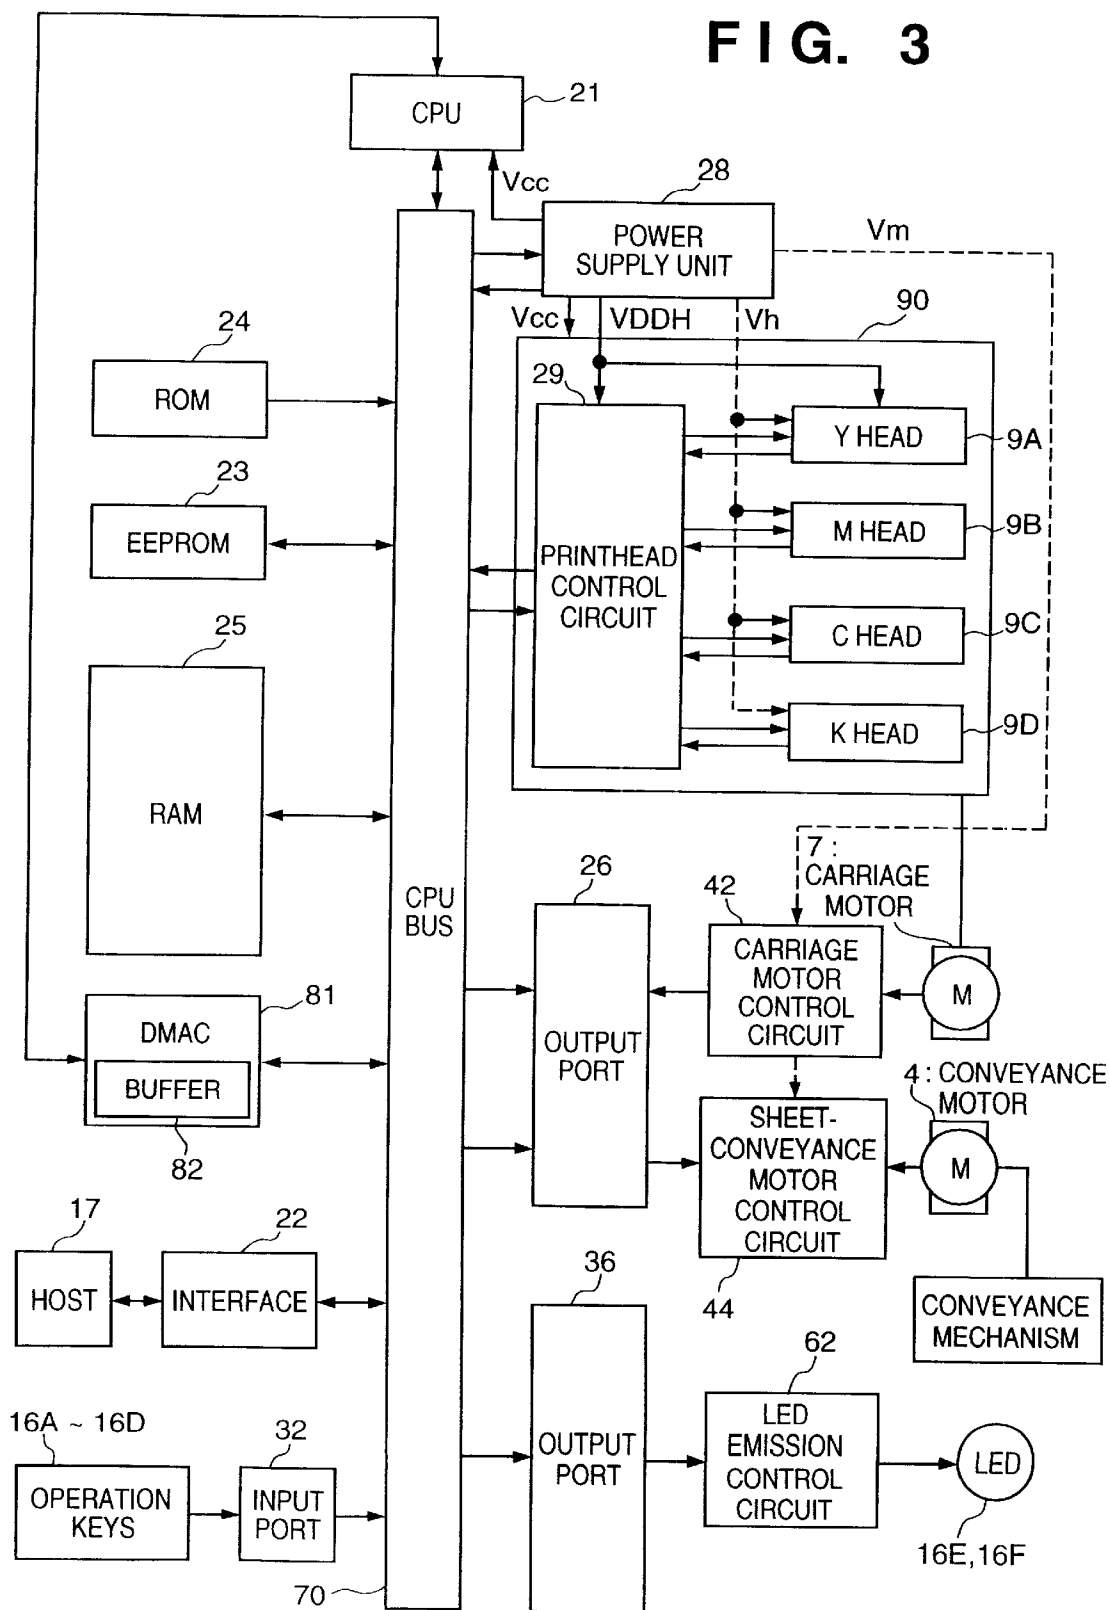 FIG. 3
CPU
21
Vcc
28
POWER
SUPPLY UNIT
Vm
Vcc
VDDH
Vh
90
24
ROM
29
Y HEAD
9A
23
EEPROM
M HEAD
9B
PRINTHEAD
CONTROL
CIRCUIT
25
C HEAD
9C
RAM
K HEAD
9D
CPU
BUS
26
42
7 :
CARRIAGE
MOTOR
CARRIAGE
MOTOR
CONTROL
CIRCUIT
M
81
DMAC
BUFFER
82
OUTPUT
PORT
4 : CONVEYANCE
MOTOR
SHEET-
CONVEYANCE
MOTOR
CONTROL
CIRCUIT
M
44
17
HOST
22
INTERFACE
36
CONVEYANCE
MECHANISM
62
16A ~ 16D
OPERATION
KEYS
32
INPUT
PORT
OUTPUT
PORT
LED
EMISSION
CONTROL
CIRCUIT
LED
16E,16F
70